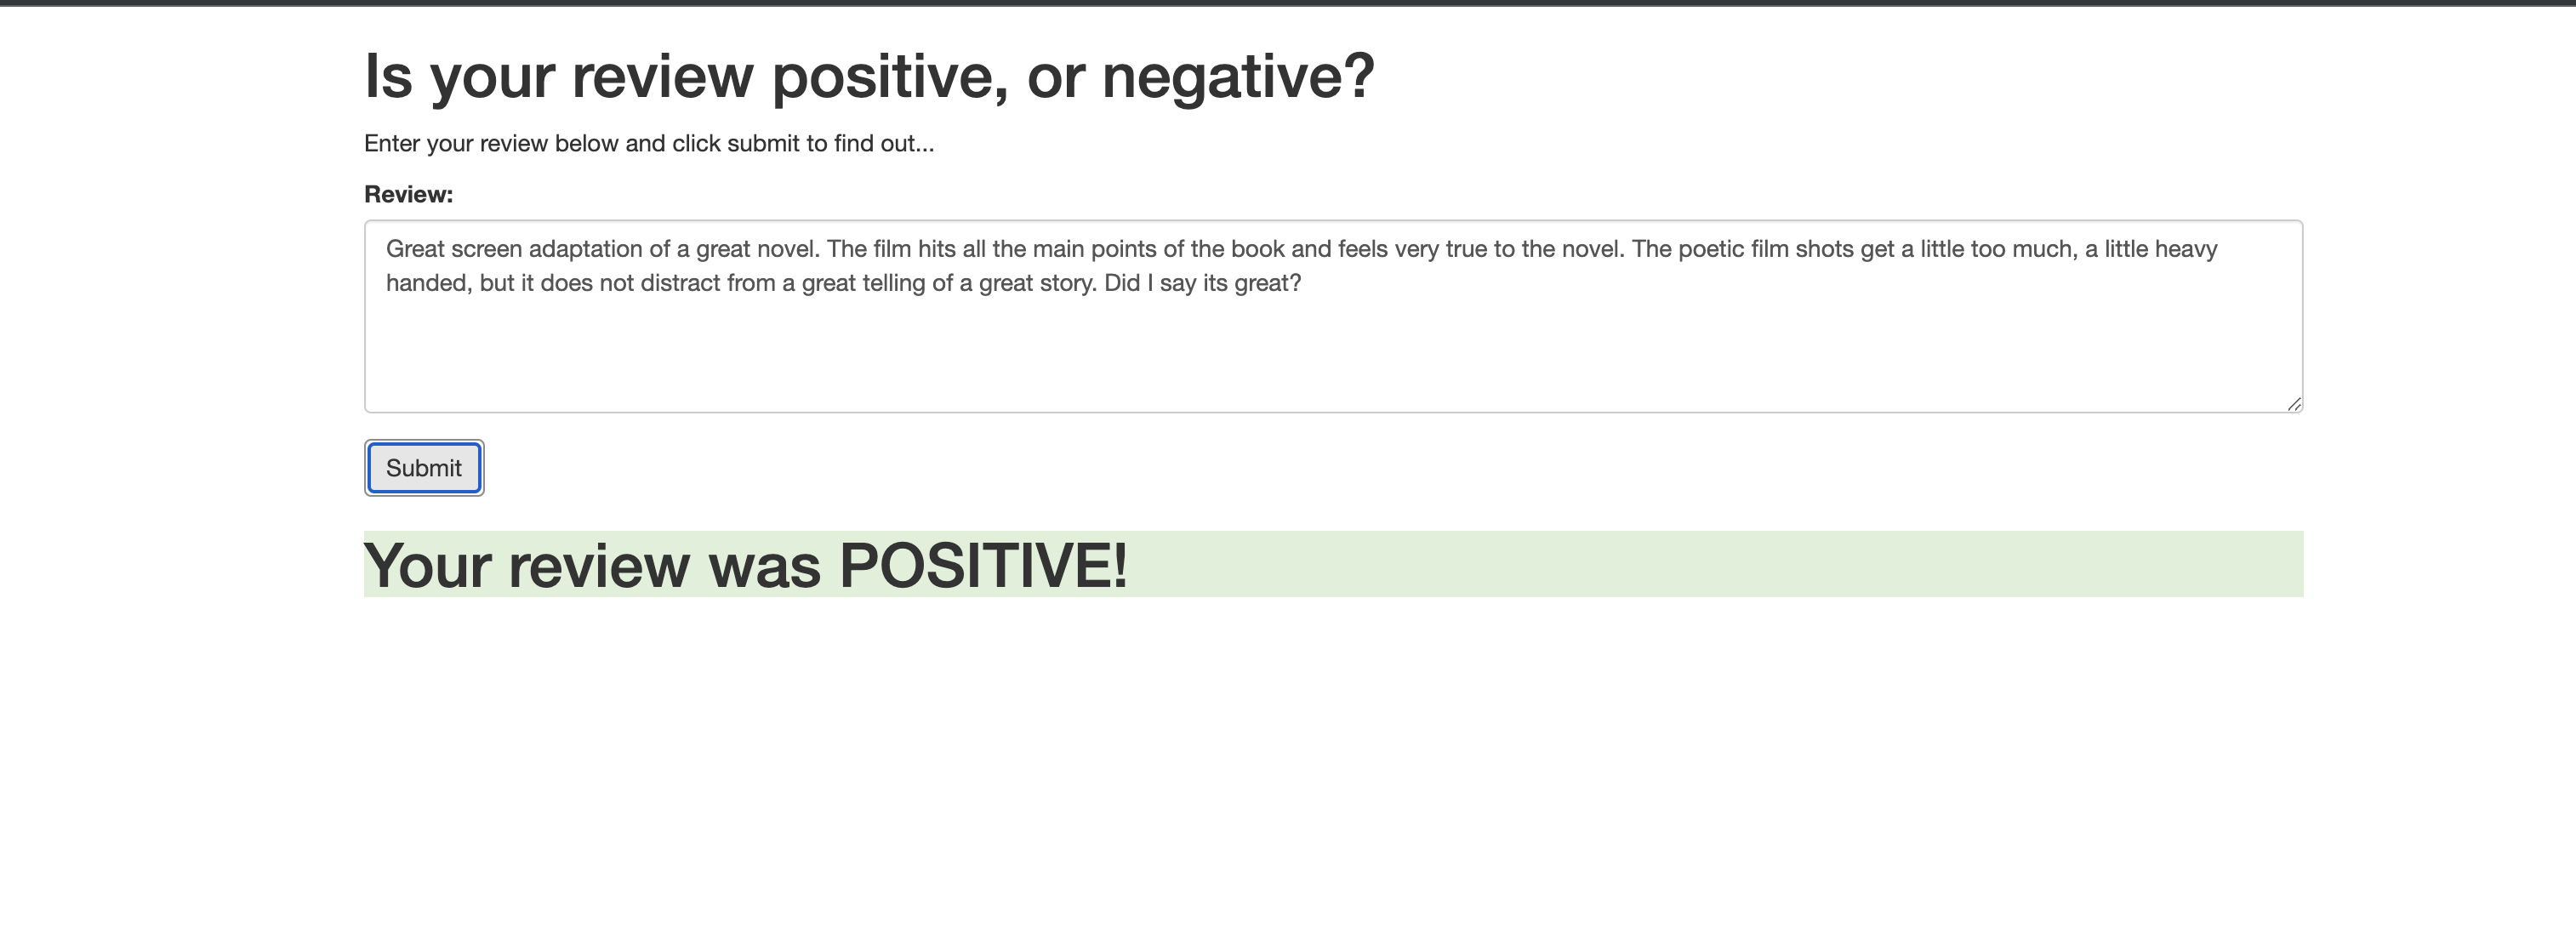 Is your review positive, or negative?
Enter your review below and click submit to find out...
Review:
Great screen adaptation of a great novel. The film hits all the main points of the book and feels very true to the novel. The poetic film shots get a little too much, a little heavy
handed, but it does not distract from a great telling of a great story. Did I say its great?
Submit
Your review was POSITIVE!